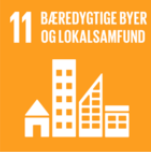 11 BÆREDYGTIGE BYER
OG LOKALSAMFUND